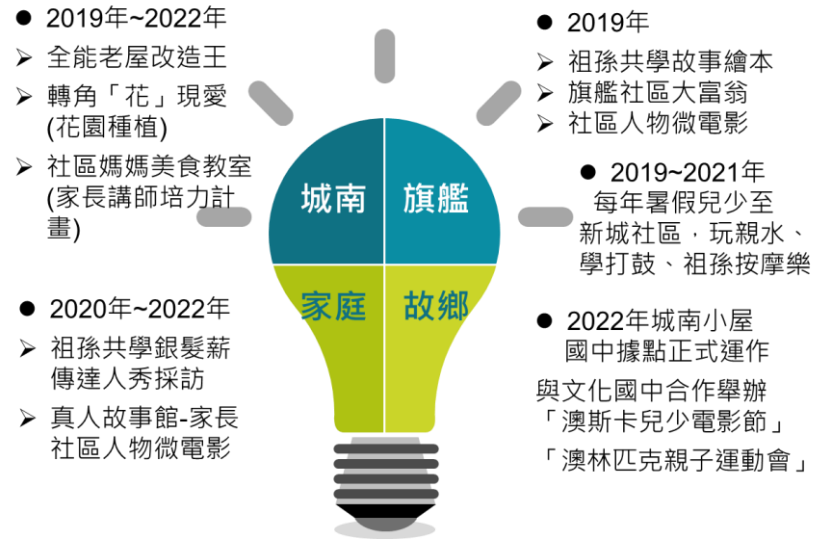 ● 2019年~2022年
➢ 全能老屋改造王
➢ 轉角「花」現愛
(花園種植)
➢ 社區媽媽美食教室
(家長講師培力計
畫)
● 2020年~2022年
➢ 祖孫共學銀髮薪
傳達人秀採訪
➢ 真人故事館-家長
社區人物微電影
城南
旗艦
家庭
故鄉
● 2019年
➢ 祖孫共學故事繪本
➢ 旗艦社區大富翁
➢ 社區人物微電影
● 2019~2021年
每年暑假兒少至
新城社區，玩親水、
學打鼓、祖孫按摩樂
● 2022年城南小屋
國中據點正式運作
與文化國中合作舉辦
「澳斯卡兒少電影節」
「澳林匹克親子運動會」